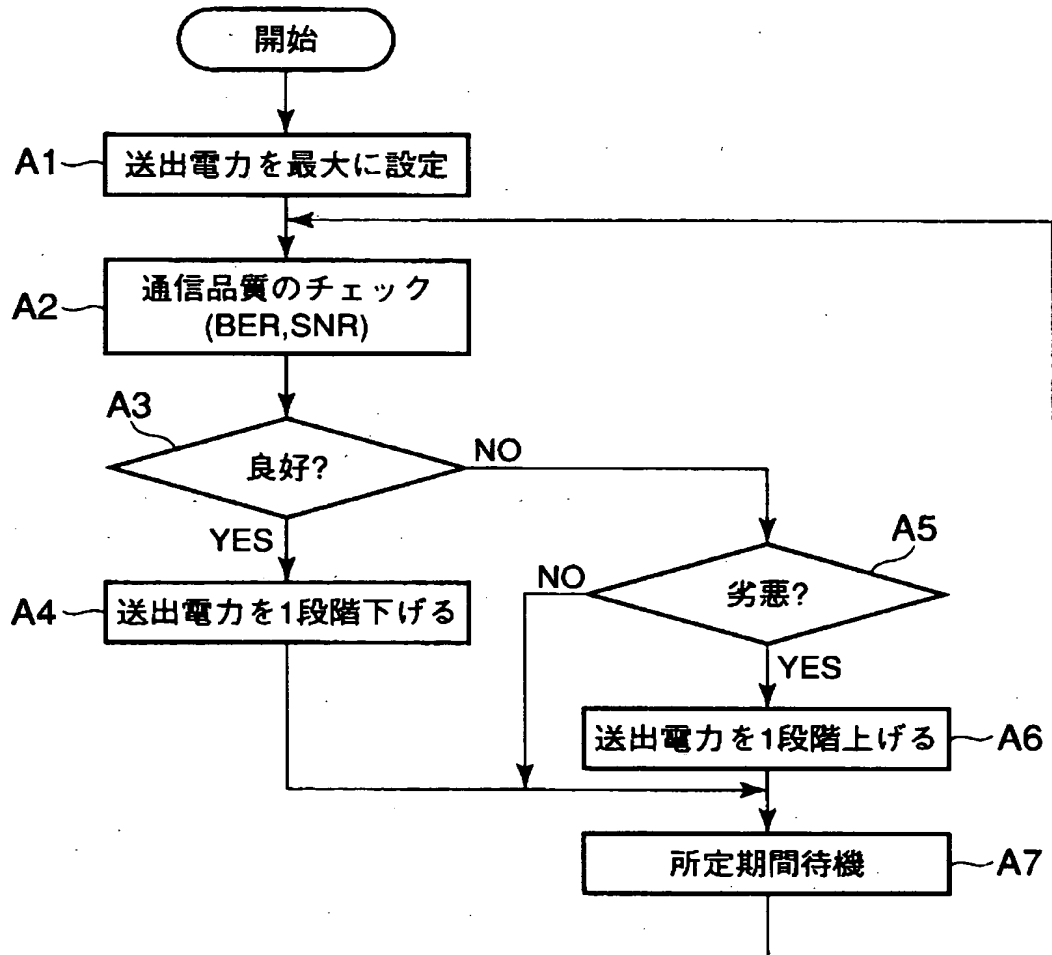 開始
A1
送出電力を最大に設定
A2
通信品質のチェック
(BER,SNR)
A3
良好?
NO
YES
A5
劣悪?
NO
YES
A4
送出電力を1段階下げる
送出電力を1段階上げる
A6
所定期間待機
A7